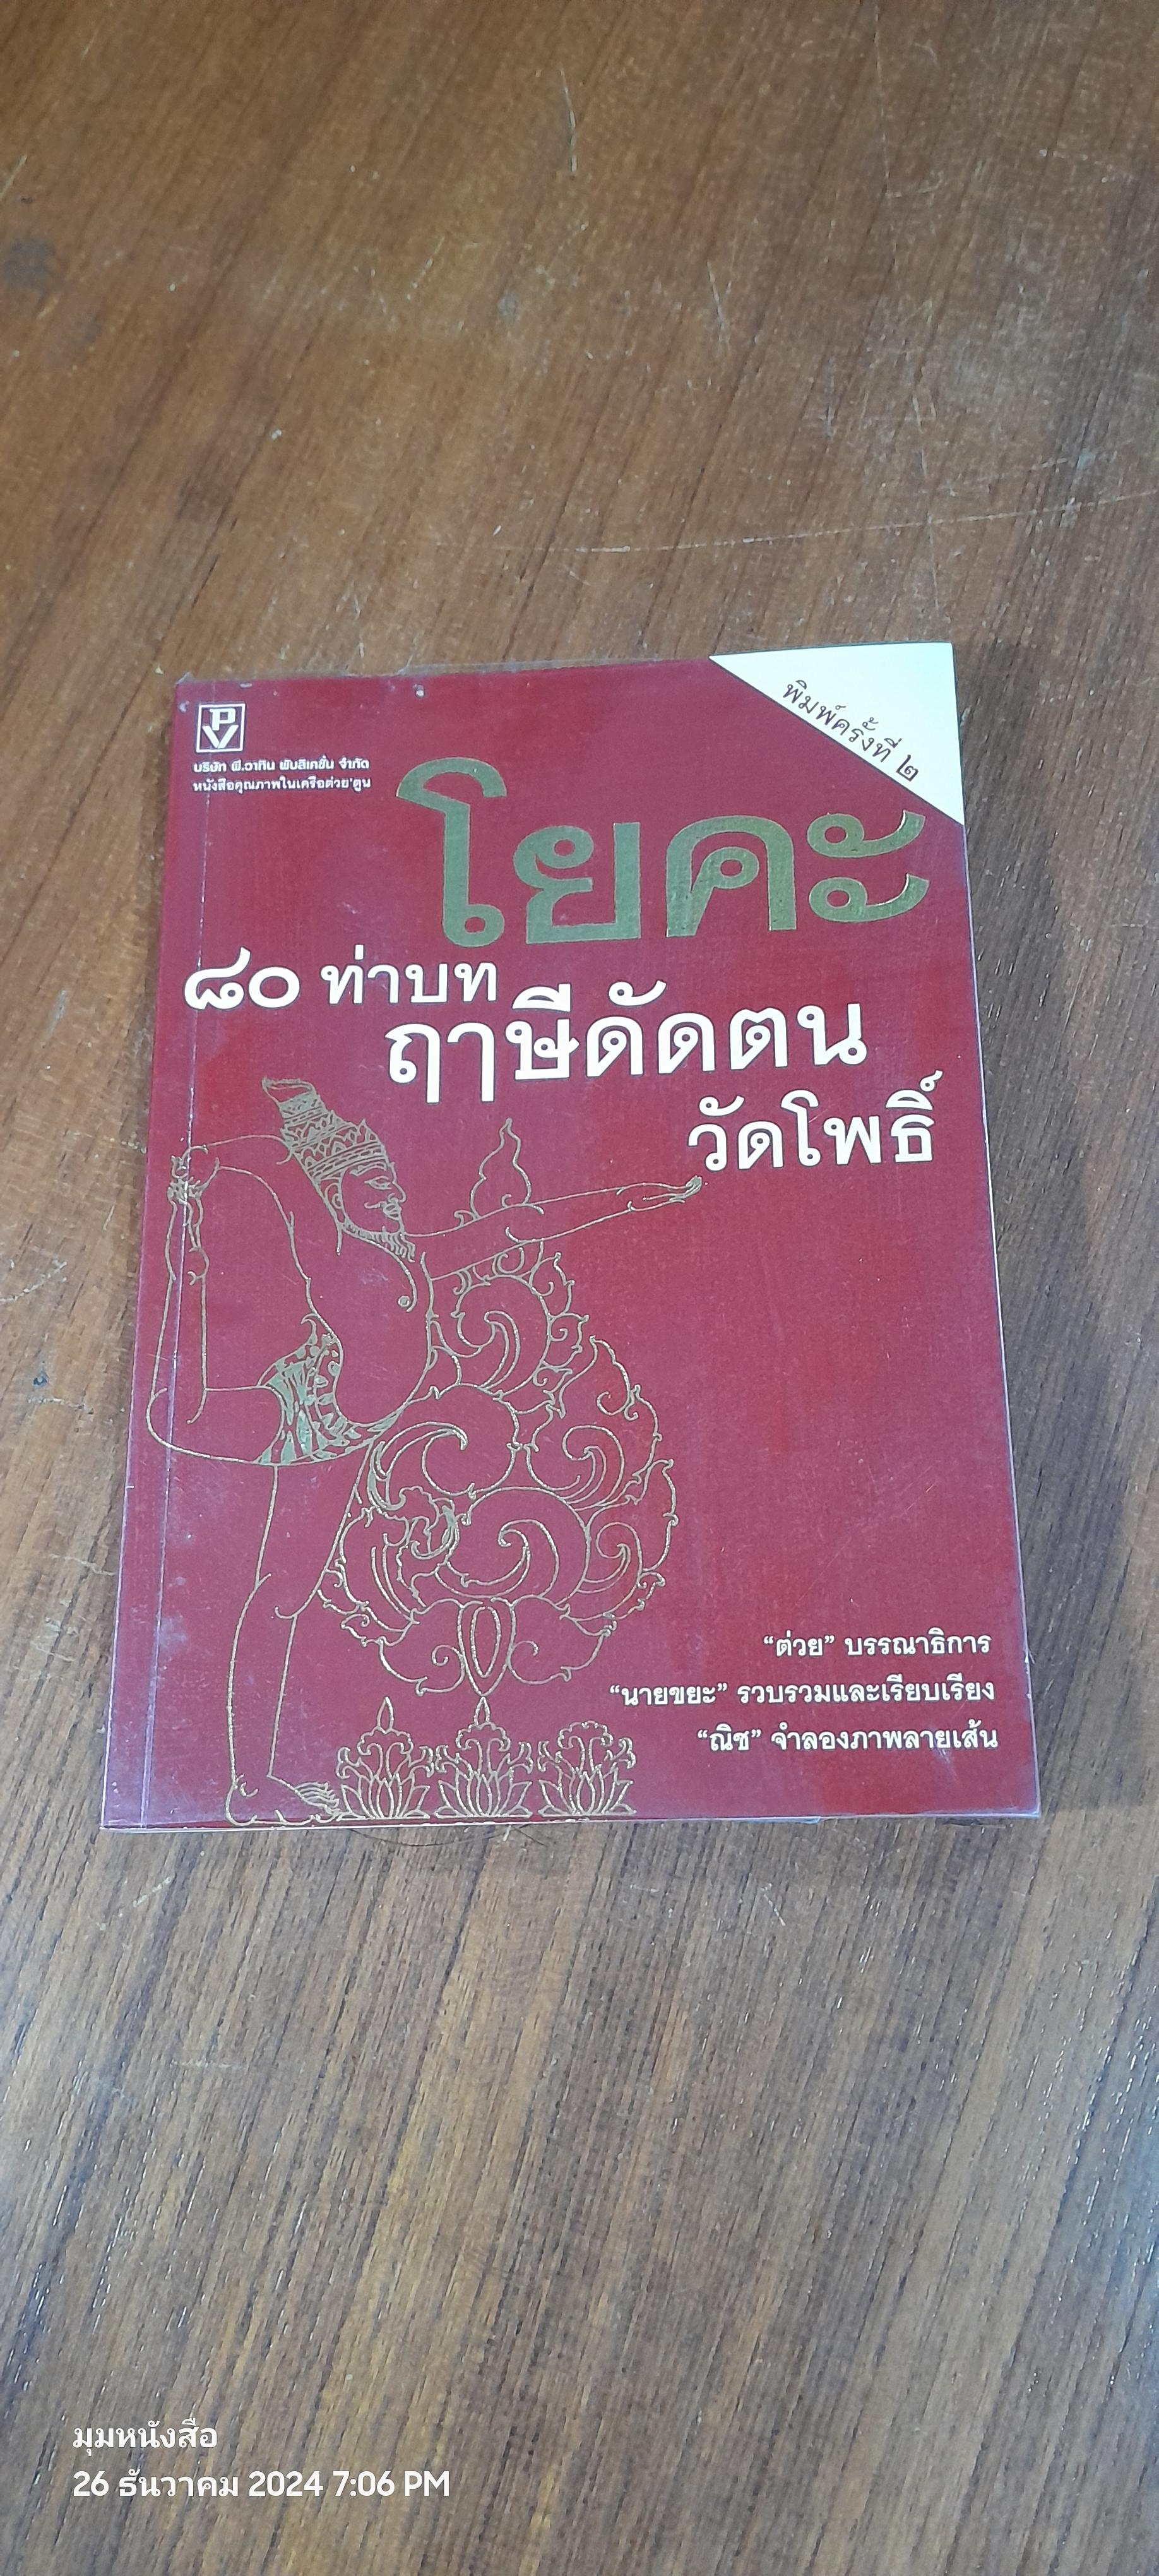 PV
บริษัท พี.วาทิน พับลิเคชั่น จำกัด
หนังสือคุณภาพในเครือต่วย'ตูน
พิมพ์ครั้งที่ ๒
โยคะ
๘๐ ท่าบท
ฤๅษีดัดตน
วัดโพธิ์
“ต่วย” บรรณาธิการ
“นายขยะ” รวบรวมและเรียบเรียง
“ณิช” จำลองภาพลายเส้น
มุมหนังสือ
26 ธันวาคม 2024 7:06 PM